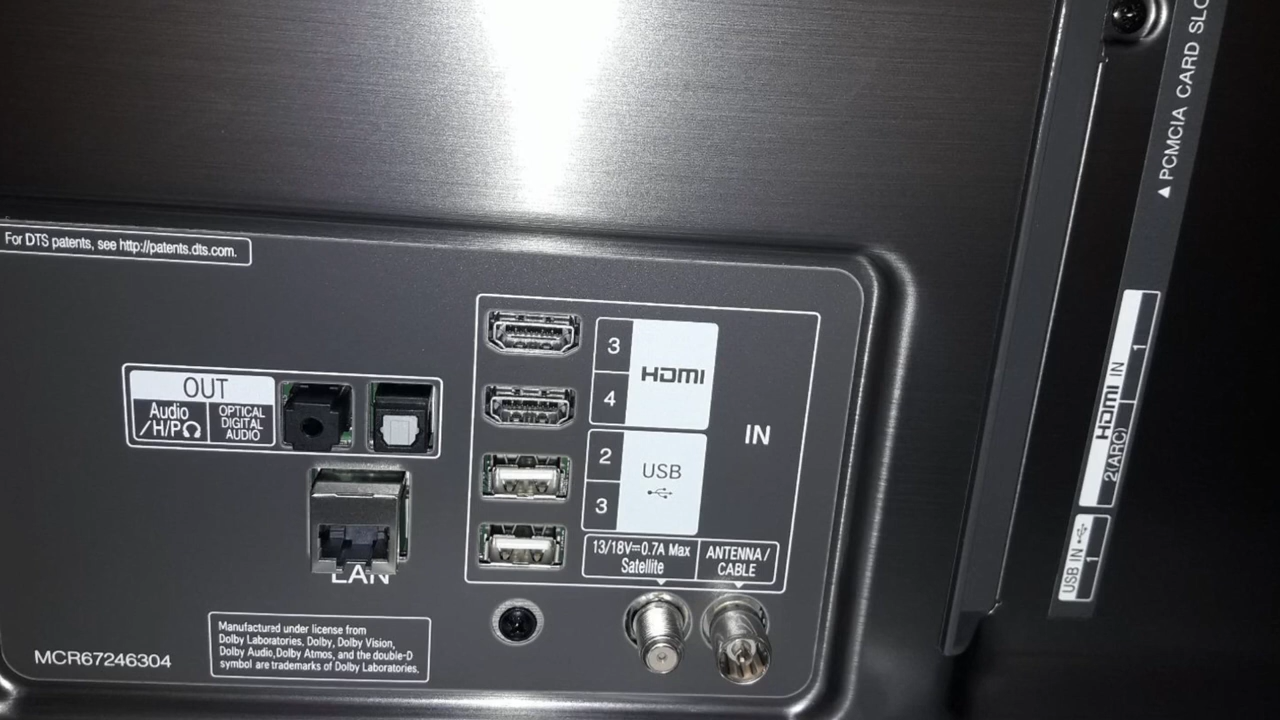 For DTS patents, see http://patents.dts.com.
OUT
Audio
/H/P
OPTICAL
DIGITAL
AUDIO
LAN
MCR67246304
Manufactured under license from
Dolby Laboratories, Dolby, Dolby Vision,
Dolby Audio,Dolby Atmos, and the double-D
symbol are trademarks of Dolby Laboratories.
3
4
HDMI
2
3
USB
IN
13/18V⎓0.7A Max
Satellite
ANTENNA /
CABLE
▲ PCMCIA CARD
HDMI IN
1
2(ARC)
USB IN
1